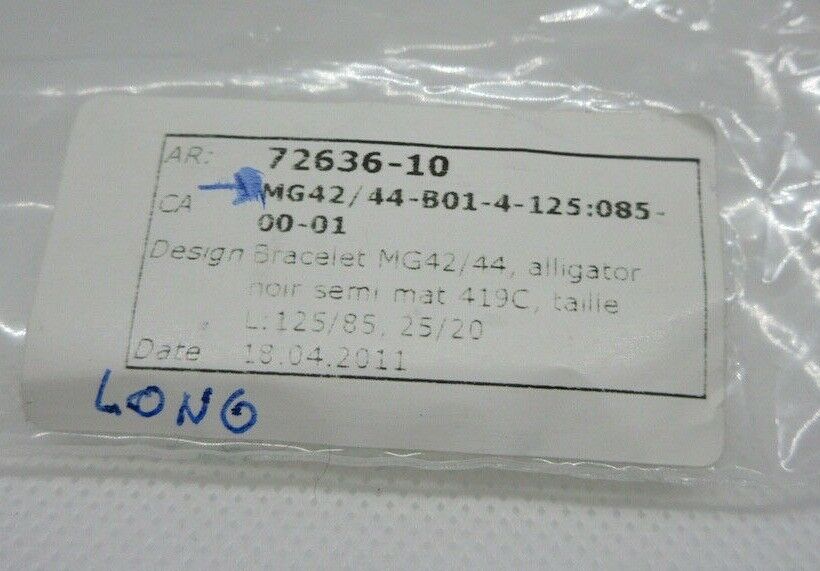 AR: 72636-10
CA MG42/44-B01-4-125:085-
00-01
Design Bracelet MG42/44, alligator
noir semi mat 419C, taille
L:125/85, 25/20
Date 18.04.2011
LONG